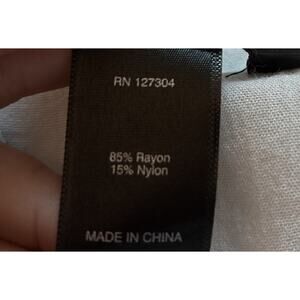 RN 127304
85% Rayon
15% Nylon
MADE IN CHINA